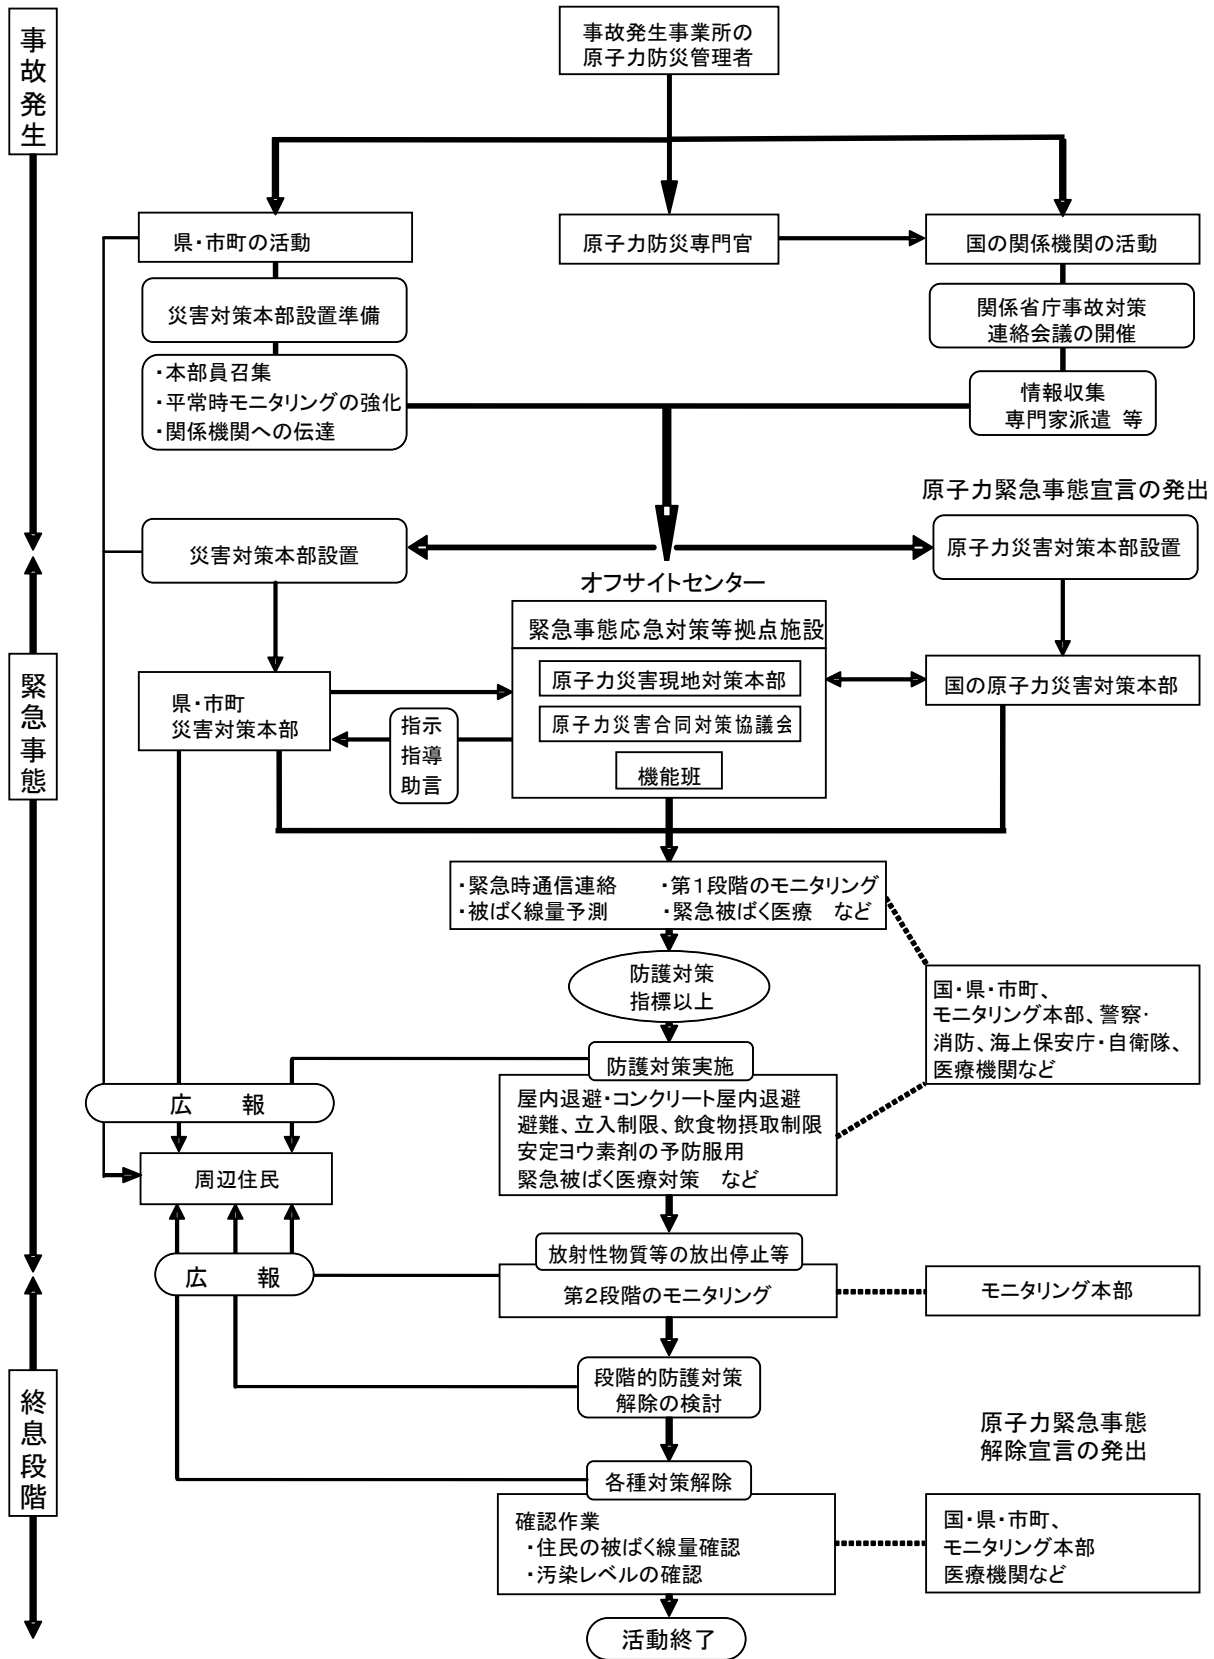 事故発生
事故発生事業所の
原子力防災管理者
県・市町の活動
原子力防災専門官
国の関係機関の活動
災害対策本部設置準備
関係省庁事故対策
連絡会議の開催
・本部員召集
・平常時モニタリングの強化
・関係機関への伝達
情報収集
専門家派遣 等
原子力緊急事態宣言の発出
災害対策本部設置
原子力災害対策本部設置
オフサイトセンター
緊急事態応急対策等拠点施設
緊急事態
原子力災害現地対策本部
国の原子力災害対策本部
県・市町
災害対策本部
指示
指導
助言
原子力災害合同対策協議会
機能班
・緊急時通信連絡 ・第1段階のモニタリング
・被ばく線量予測 ・緊急被ばく医療 など
防護対策
指標以上
国・県・市町、
モニタリング本部、警察・
消防、海上保安庁・自衛隊、
医療機関など
防護対策実施
広 報
屋内退避・コンクリート屋内退避
避難、立入制限、飲食物摂取制限
安定ヨウ素剤の予防服用
緊急被ばく医療対策 など
周辺住民
放射性物質等の放出停止等
広 報
第2段階のモニタリング
モニタリング本部
終息段階
段階的防護対策
解除の検討
原子力緊急事態
解除宣言の発出
各種対策解除
確認作業
・住民の被ばく線量確認
・汚染レベルの確認
国・県・市町、
モニタリング本部
医療機関など
活動終了